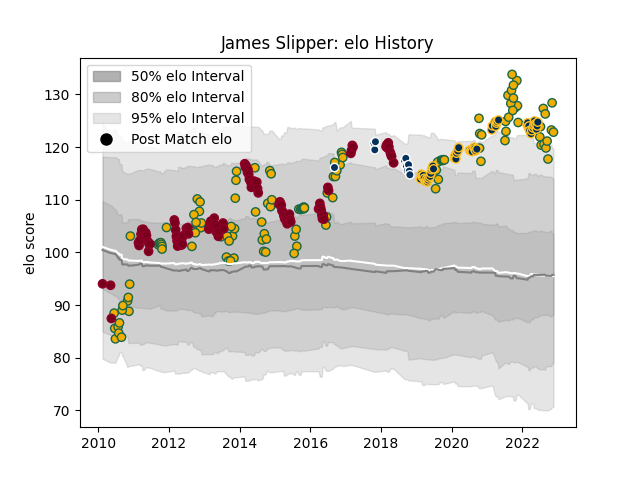 James Slipper: elo History
50% elo Interval
80% elo Interval
95% elo Interval
Post Match elo
elo score
130
120
110
100
90
80
70
2010
2012
2014
2016
2018
2020
2022